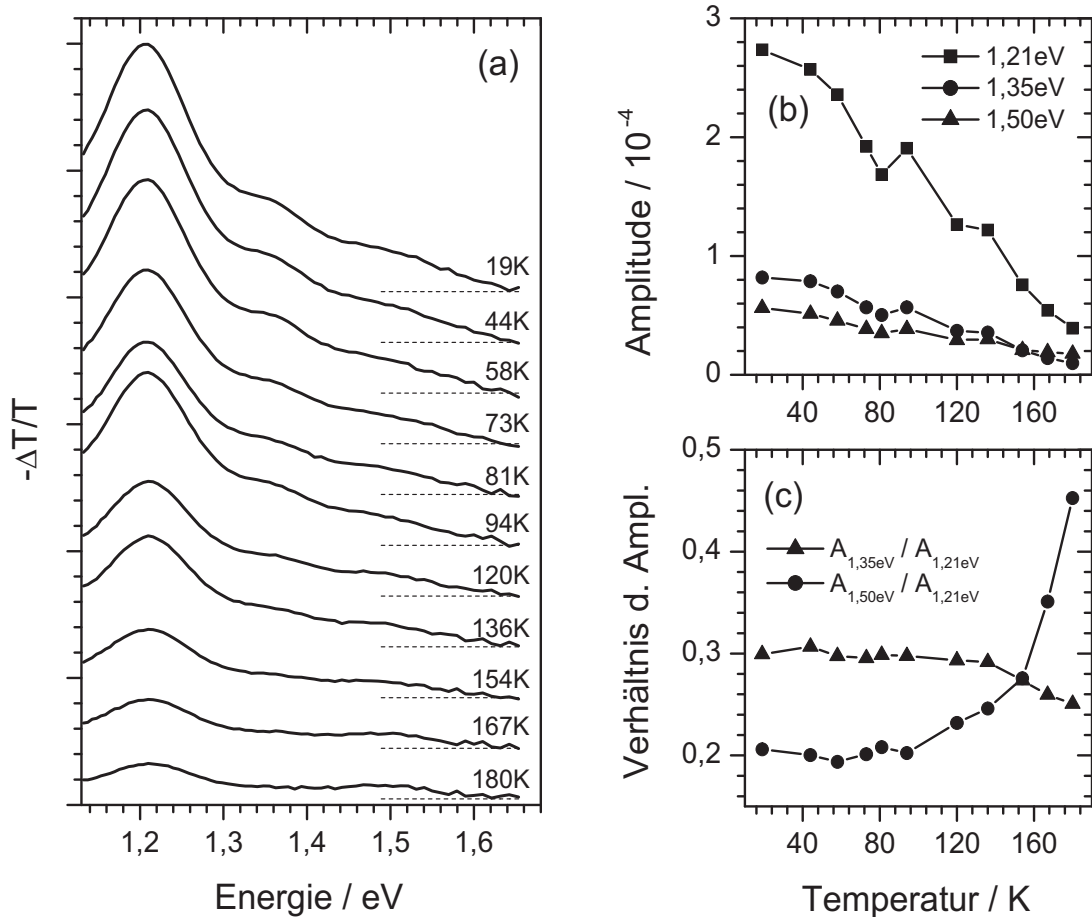 -ΔT/T
(a)
19K
44K
58K
73K
81K
94K
120K
136K
154K
167K
180K
1,2
1,3
1,4
1,5
1,6
Energie / eV
Amplitude / 10⁻⁴
3
2
1
0
(b)
1,21eV
1,35eV
1,50eV
40
80
120
160
Verhältnis d. Ampl.
0,5
0,4
0,3
0,2
(c)
A1,35eV / A1,21eV
A1,50eV / A1,21eV
40
80
120
160
Temperatur / K